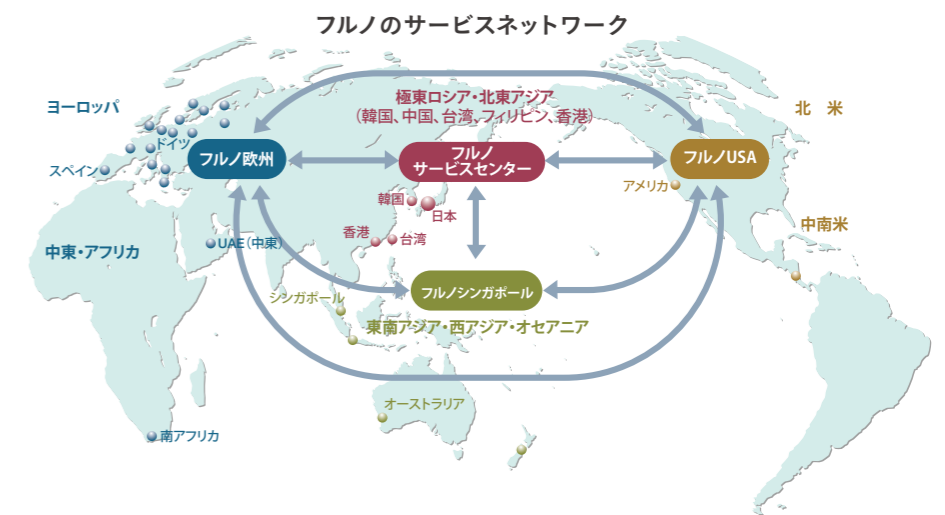 フルノのサービスネットワーク
ヨーロッパ
極東ロシア・北東アジア
(韓国、中国、台湾、フィリピン、香港)
北 米
ドイツ
フルノ欧州
フルノ
サービスセンター
フルノUSA
スペイン
アメリカ
韓国
日本
中南米
香港
台湾
UAE(中東)
中東・アフリカ
シンガポール
フルノシンガポール
東南アジア・西アジア・オセアニア
オーストラリア
南アフリカ